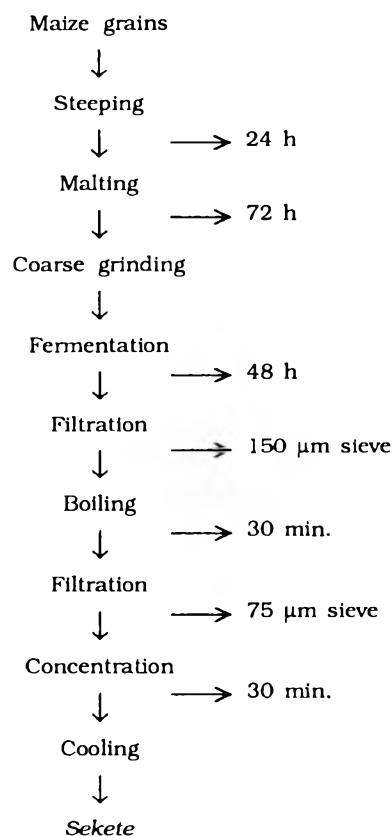 Maize grains
Steeping
24 h
Malting
72 h
Coarse grinding
Fermentation
48 h
Filtration
150 µm sieve
Boiling
30 min.
Filtration
75 µm sieve
Concentration
30 min.
Cooling
Sekete